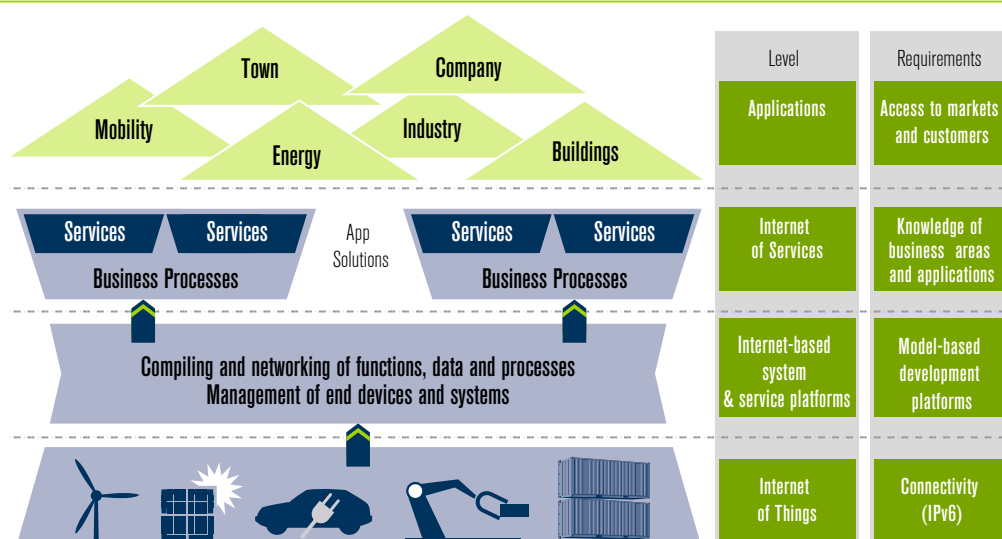 Town
Company
Mobility
Industry
Energy
Buildings
Level
Requirements
Applications
Access to markets
and customers
Services
Services
App
Solutions
Services
Services
Business Processes
Business Processes
Internet
of Services
Knowledge of
business areas
and applications
Compiling and networking of functions, data and processes
Management of end devices and systems
Internet-based
system
& service platforms
Model-based
development
platforms
Internet
of Things
Connectivity
(IPv6)